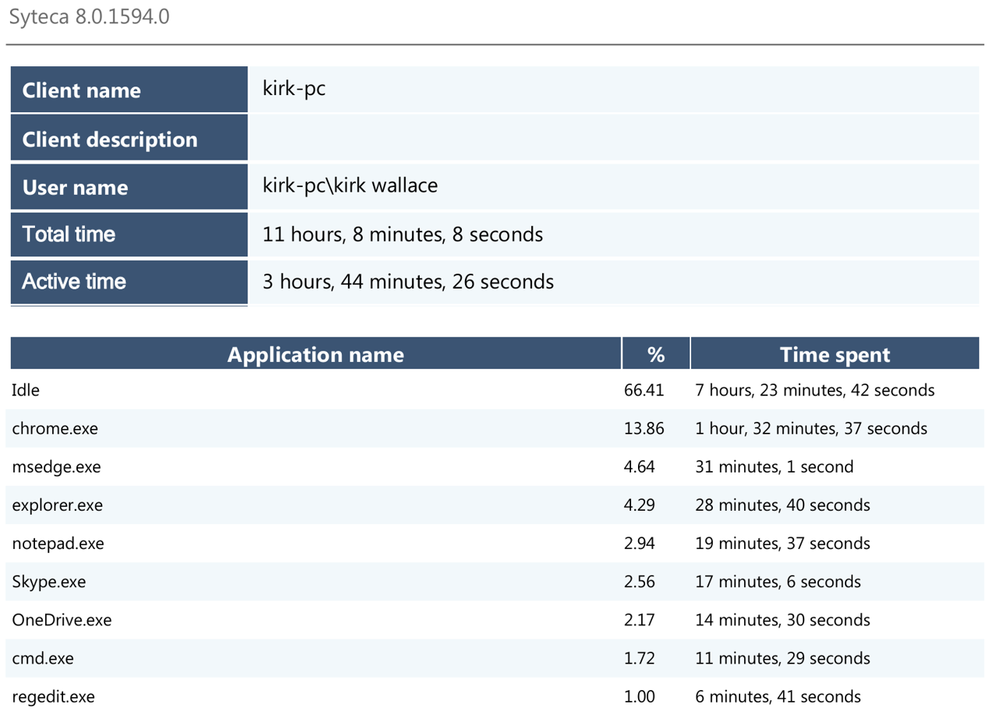 Syteca 8.0.1594.0
Client name kirk-pc
Client description
User name kirk-pc\kirk wallace
Total time 11 hours, 8 minutes, 8 seconds
Active time 3 hours, 44 minutes, 26 seconds
Application name % Time spent
Idle 66.41 7 hours, 23 minutes, 42 seconds
chrome.exe 13.86 1 hour, 32 minutes, 37 seconds
msedge.exe 4.64 31 minutes, 1 second
explorer.exe 4.29 28 minutes, 40 seconds
notepad.exe 2.94 19 minutes, 37 seconds
Skype.exe 2.56 17 minutes, 6 seconds
OneDrive.exe 2.17 14 minutes, 30 seconds
cmd.exe 1.72 11 minutes, 29 seconds
regedit.exe 1.00 6 minutes, 41 seconds